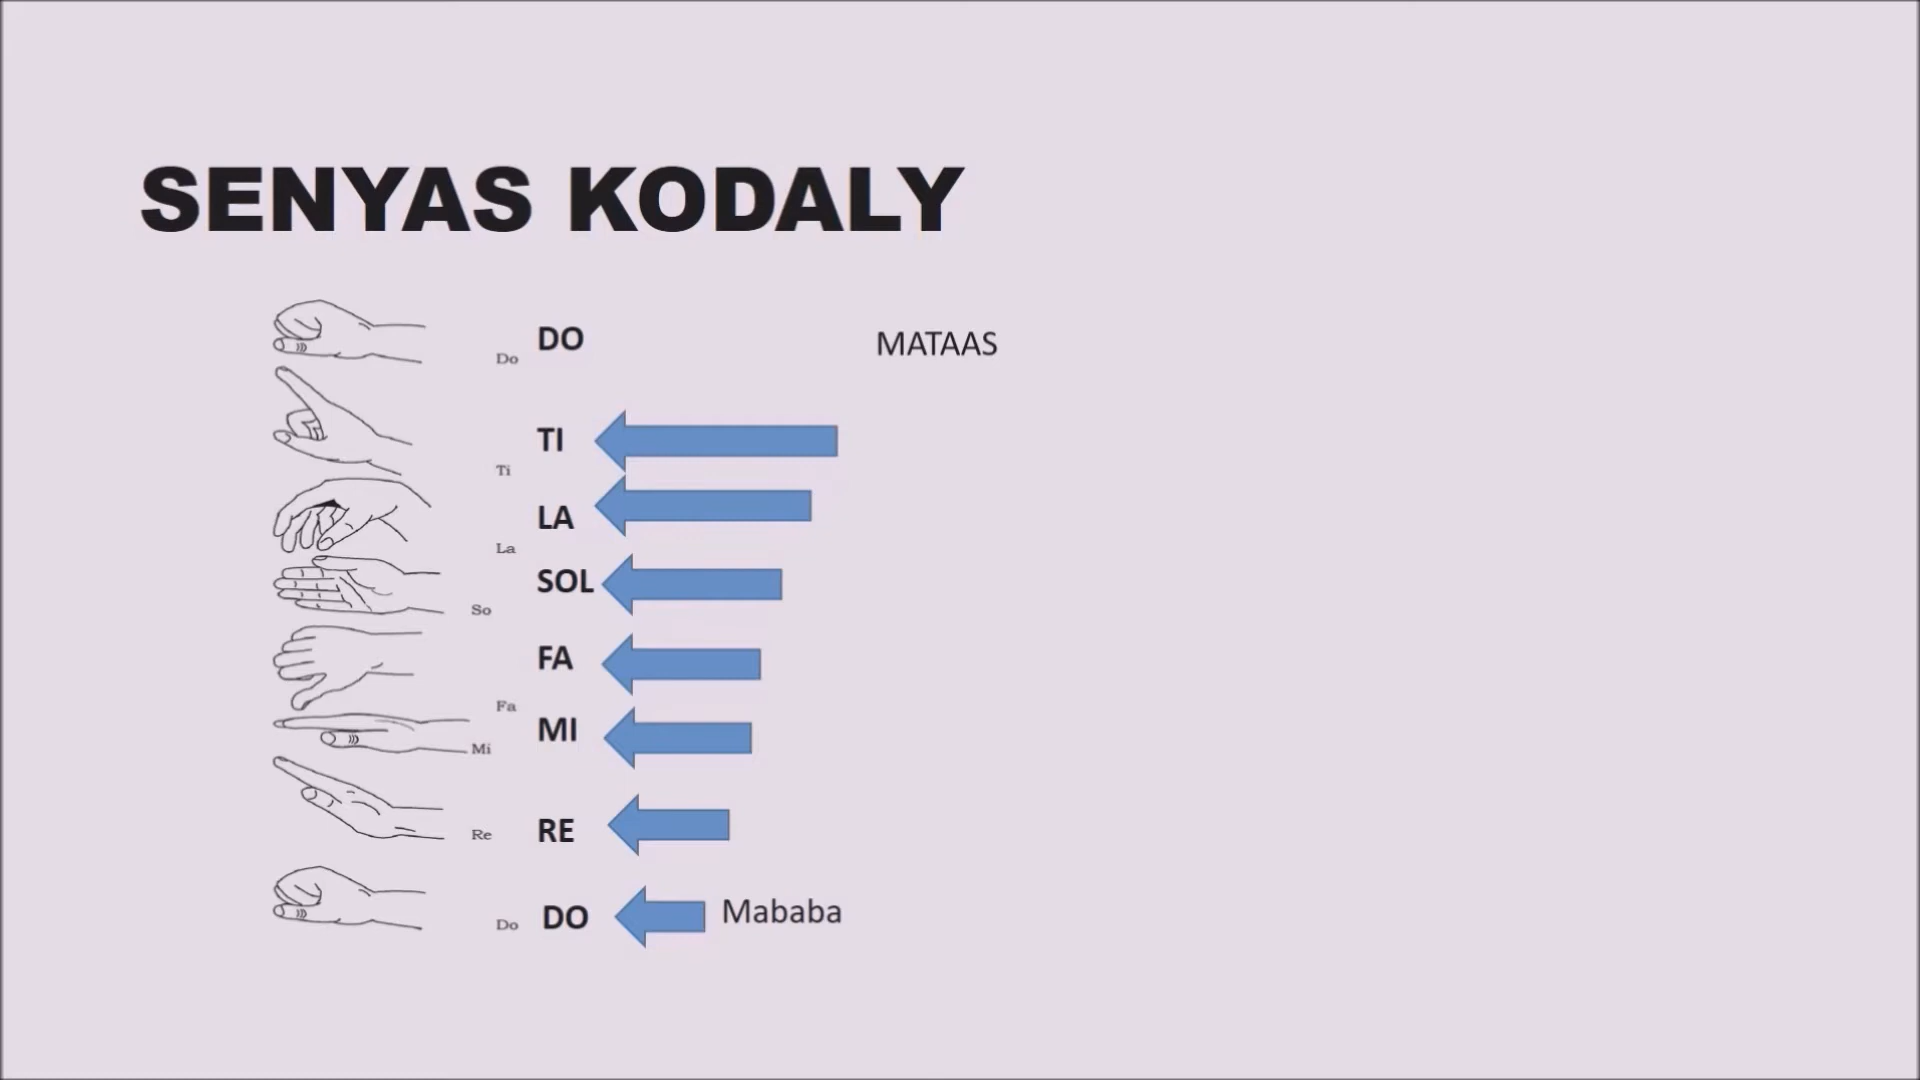 SENYAS KODALY
Do DO MATAAS
Ti TI
La LA
So SOL
Fa FA
Mi MI
Re RE
Do DO Mababa